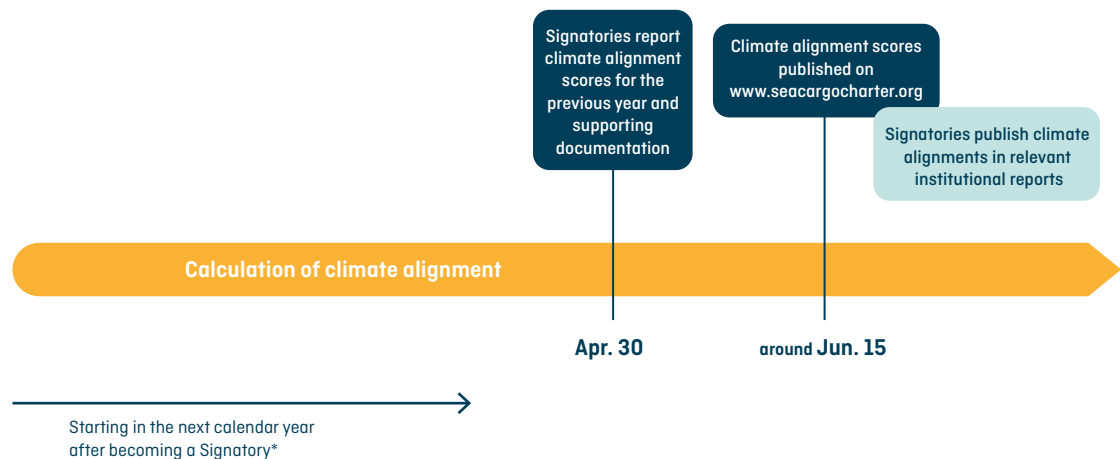 Signatories report
climate alignment
scores for the
previous year and
supporting
documentation
Climate alignment scores
published on
www.seacargocharter.org
Signatories publish climate
alignments in relevant
institutional reports
Calculation of climate alignment
Apr. 30
around Jun. 15
Starting in the next calendar year
after becoming a Signatory*